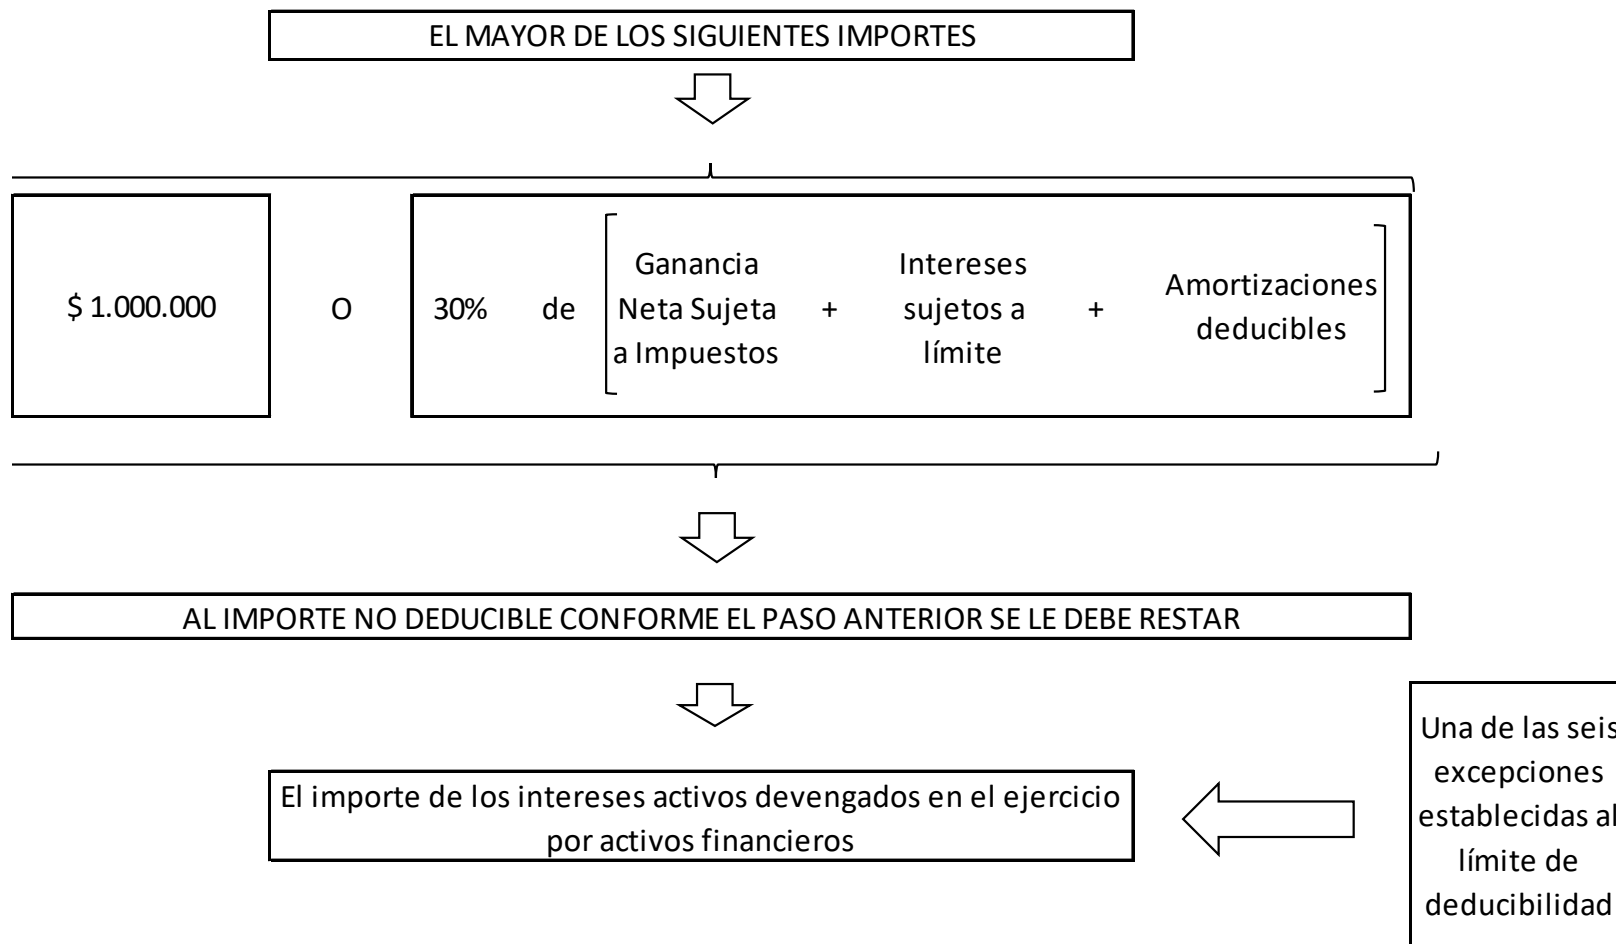 EL MAYOR DE LOS SIGUIENTES IMPORTES
$ 1.000.000
O
30%
de
Ganancia
Neta Sujeta
a Impuestos
+
Intereses
sujetos a
límite
+
Amortizaciones
deducibles
AL IMPORTE NO DEDUCIBLE CONFORME EL PASO ANTERIOR SE LE DEBE RESTAR
El importe de los intereses activos devengados en el ejercicio
por activos financieros
Una de las seis
excepciones
establecidas al
límite de
deducibilidad